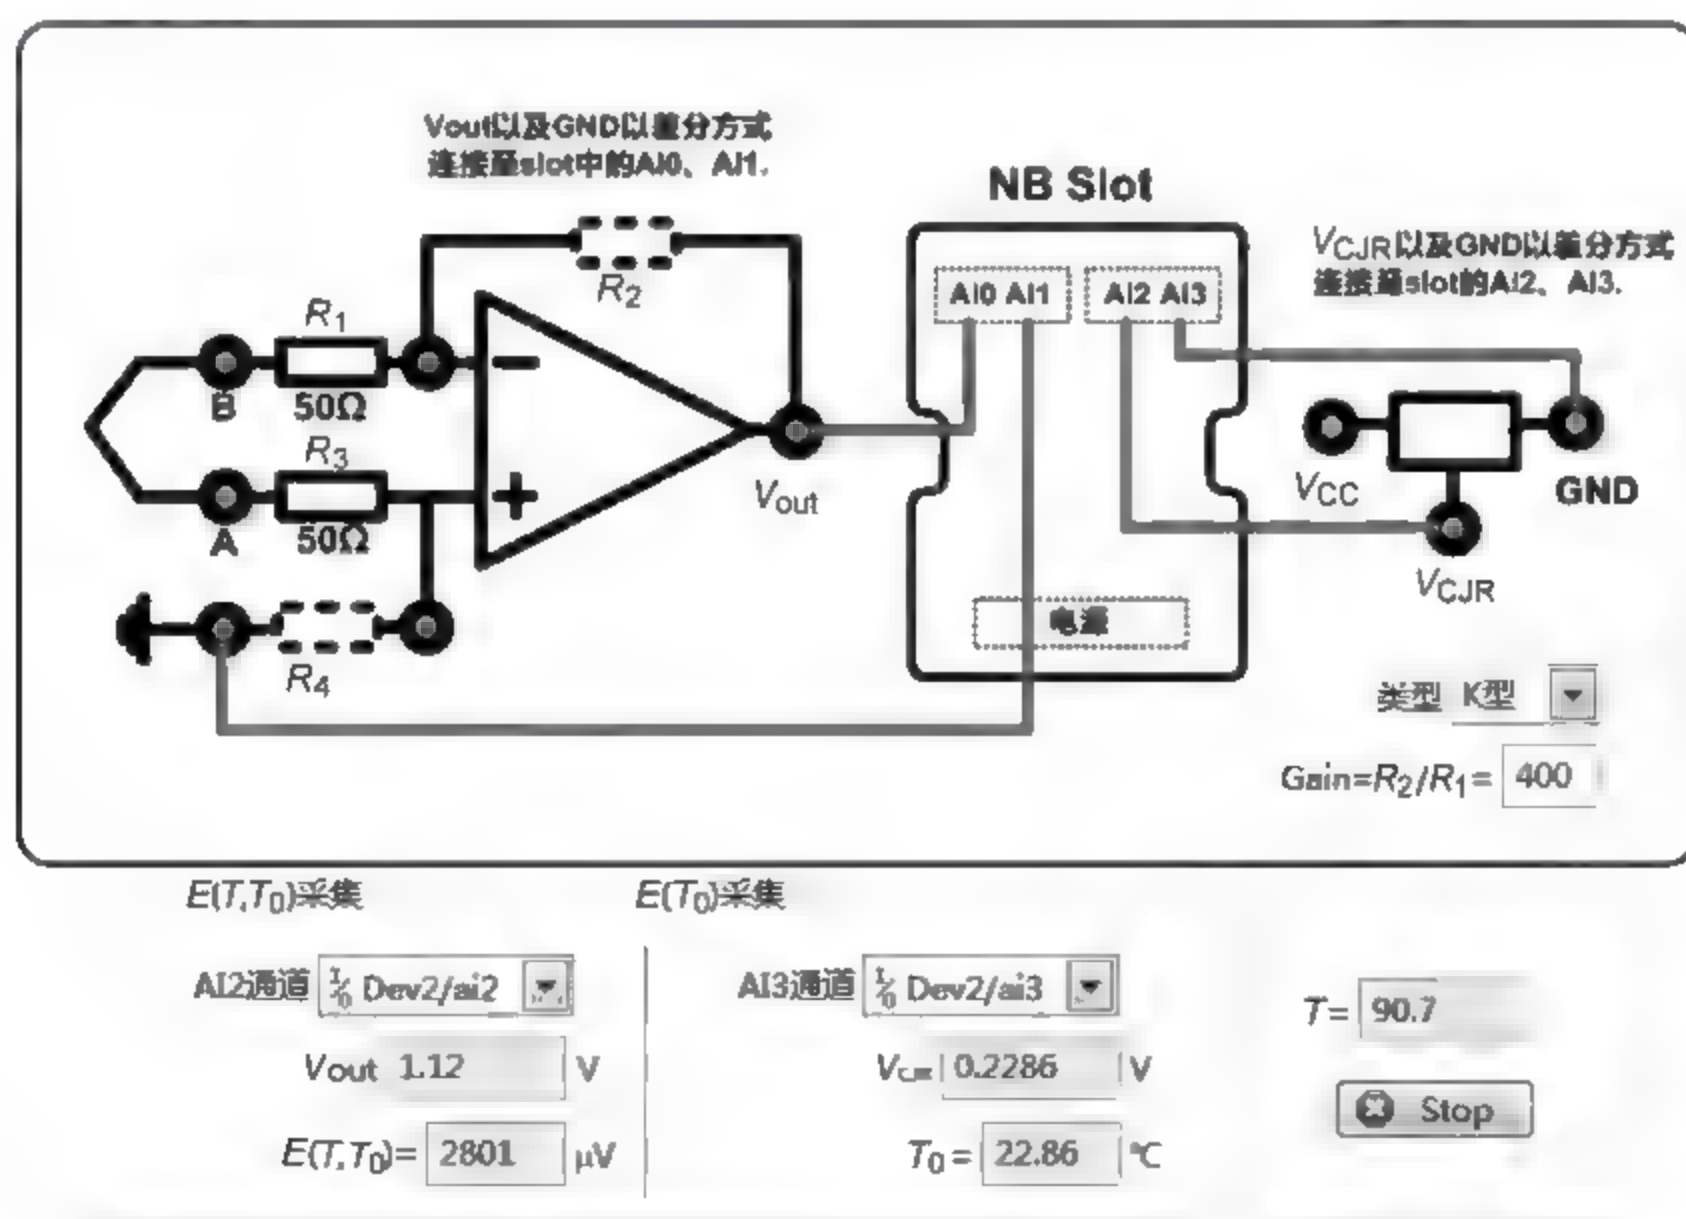 Vout以及GND以差分方式
连接至slot中的AI0、AI1.
NB Slot
VCJR以及GND以差分方式
连接至slot的AI2、AI3.
R2
AI0 AI1
AI2 AI3
R1
B
50Ω
R3
A
50Ω
Vout
VCC
GND
VCJR
R4
电源
类型 K型
Gain=R2/R1= 400
E(T,T0)采集
E(T0)采集
AI2通道 Dev2/ai2
AI3通道 Dev2/ai3
T= 90.7
Vout 1.12 V
VCJR 0.2286 V
Stop
E(T,T0)= 2801 μV
T0= 22.86 ℃